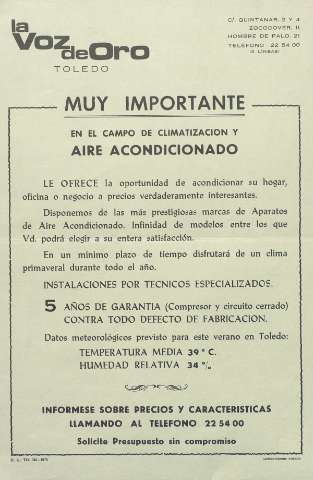 la
Voz de Oro
TOLEDO
C/. QUINTANAR, 2 Y 4
ZOCODOVER, 11
HOMBRE DE PALO, 21
TELEFONO 22 54 00
(3 LINEAS)
MUY IMPORTANTE
EN EL CAMPO DE CLIMATIZACION Y
AIRE ACONDICIONADO
LE OFRECE la oportunidad de acondicionar su hogar,
oficina o negocio a precios verdaderamente interesantes.
Disponemos de las más prestigiosas marcas de Aparatos
de Aire Acondicionado. Infinidad de modelos entre los que
Vd. podrá elegir a su entera satisfacción.
En un mínimo plazo de tiempo disfrutará de un clima
primaveral durante todo el año.
INSTALACIONES POR TECNICOS ESPECIALIZADOS.
5 AÑOS DE GARANTIA (Compresor y circuito cerrado)
CONTRA TODO DEFECTO DE FABRICACION.
Datos meteorológicos previsto para este verano en Toledo:
TEMPERATURA MEDIA 39 º C.
HUMEDAD RELATIVA 34 º/.
INFORMESE SOBRE PRECIOS Y CARACTERISTICAS
LLAMANDO AL TELEFONO 22 54 00
Solicite Presupuesto sin compromiso